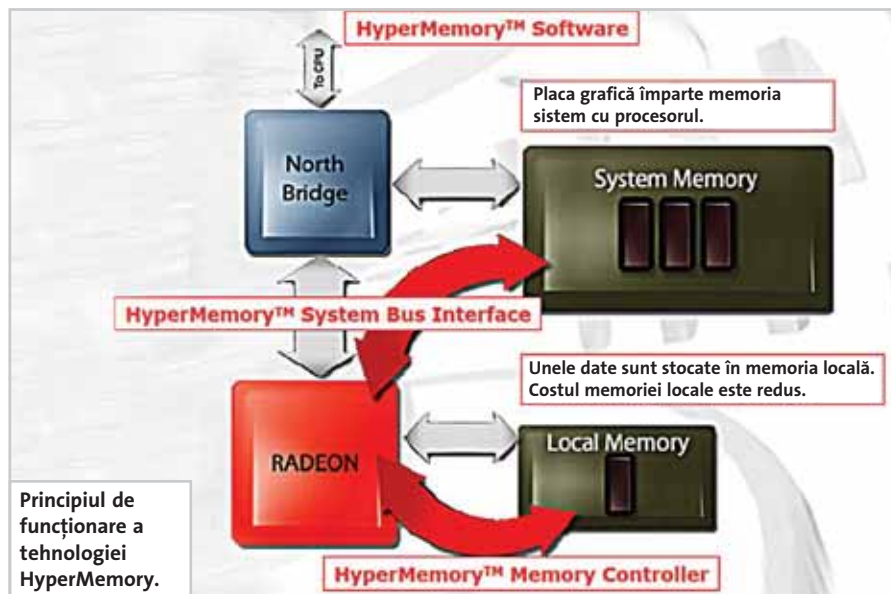 HyperMemory™ Software
To CPU
Placa grafică împarte memoria
sistem cu procesorul.
North
Bridge
System Memory
HyperMemory™ System Bus Interface
Unele date sunt stocate în memoria locală.
Costul memoriei locale este redus.
RADEON
Local Memory
Principiul de
funcționare a
tehnologiei
HyperMemory.
HyperMemory™ Memory Controller